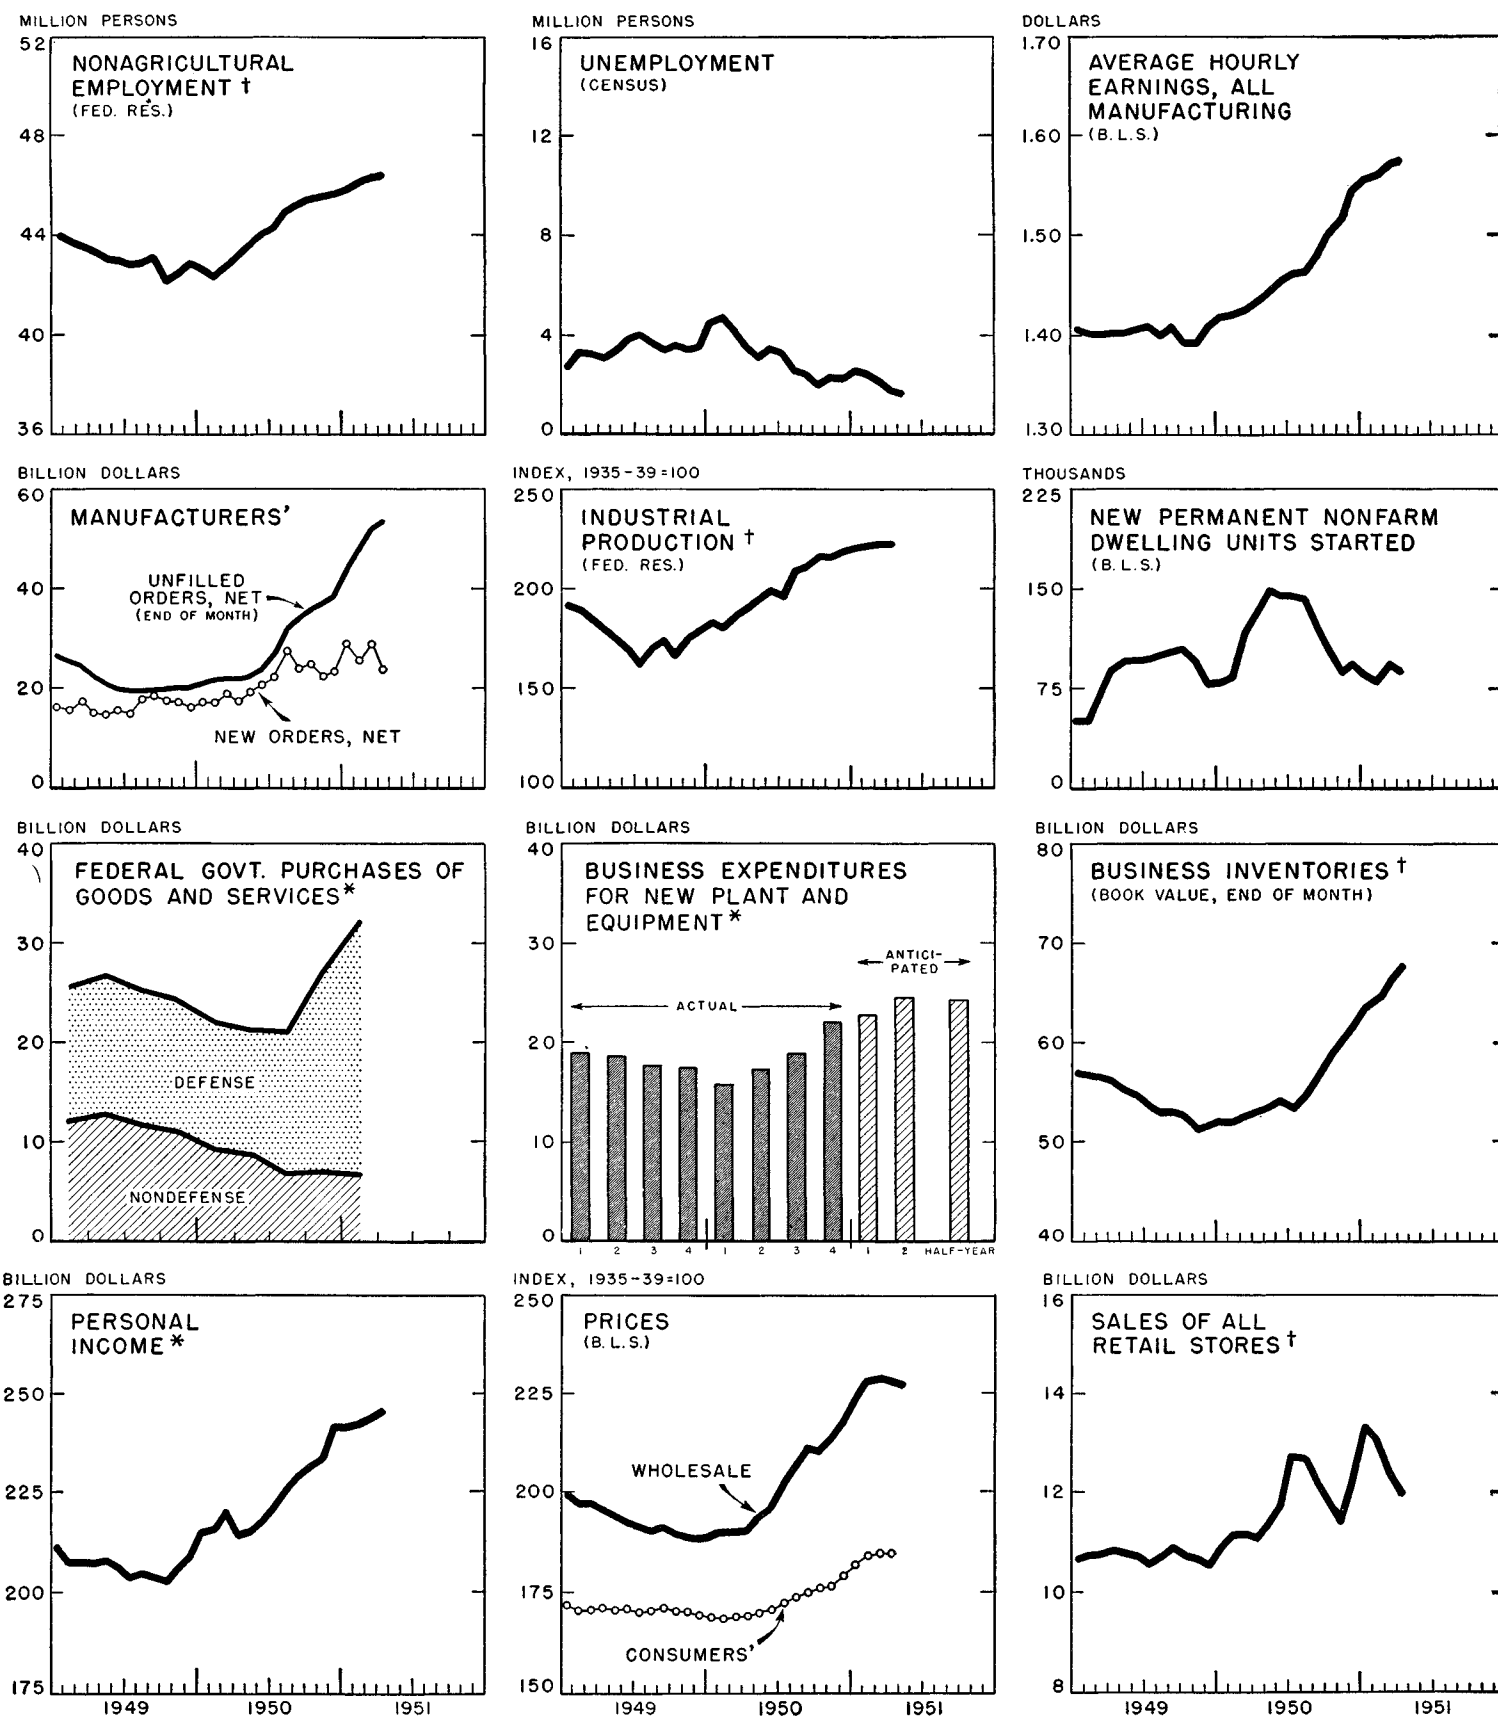 MILLION PERSONS
52
48
44
40
36
NONAGRICULTURAL
EMPLOYMENT †
(FED. RES.)
MILLION PERSONS
16
12
8
4
0
UNEMPLOYMENT
(CENSUS)
DOLLARS
1.70
1.60
1.50
1.40
1.30
AVERAGE HOURLY
EARNINGS, ALL
MANUFACTURING
(B.L.S.)
BILLION DOLLARS
60
40
20
0
MANUFACTURERS'
UNFILLED
ORDERS, NET
(END OF MONTH)
NEW ORDERS, NET
INDEX, 1935-39=100
250
200
150
100
INDUSTRIAL
PRODUCTION †
(FED. RES.)
THOUSANDS
225
150
75
0
NEW PERMANENT NONFARM
DWELLING UNITS STARTED
(B.L.S.)
BILLION DOLLARS
40
30
20
10
0
FEDERAL GOVT. PURCHASES OF
GOODS AND SERVICES*
DEFENSE
NONDEFENSE
BILLION DOLLARS
40
30
20
10
0
BUSINESS EXPENDITURES
FOR NEW PLANT AND
EQUIPMENT*
ANTICI-
PATED
ACTUAL
1 2 3 4 1 2 3 4 1 2 HALF-YEAR
BILLION DOLLARS
80
70
60
50
40
BUSINESS INVENTORIES †
(BOOK VALUE, END OF MONTH)
BILLION DOLLARS
275
250
225
200
175
PERSONAL
INCOME*
1949 1950 1951
INDEX, 1935-39=100
250
225
200
175
150
PRICES
(B.L.S.)
WHOLESALE
CONSUMERS'
1949 1950 1951
BILLION DOLLARS
16
14
12
10
8
SALES OF ALL
RETAIL STORES †
1949 1950 1951